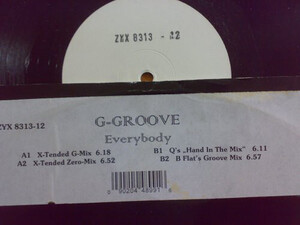 ZYX 8313 - 12
ZYX 8313-12
G-GROOVE
Everybody
A1 X-Tended G-Mix 6.18
A2 X-Tended Zero-Mix 6.52
B1 Q's „Hand In The Mix" 6.11
B2 B Flat's Groove Mix 6.57